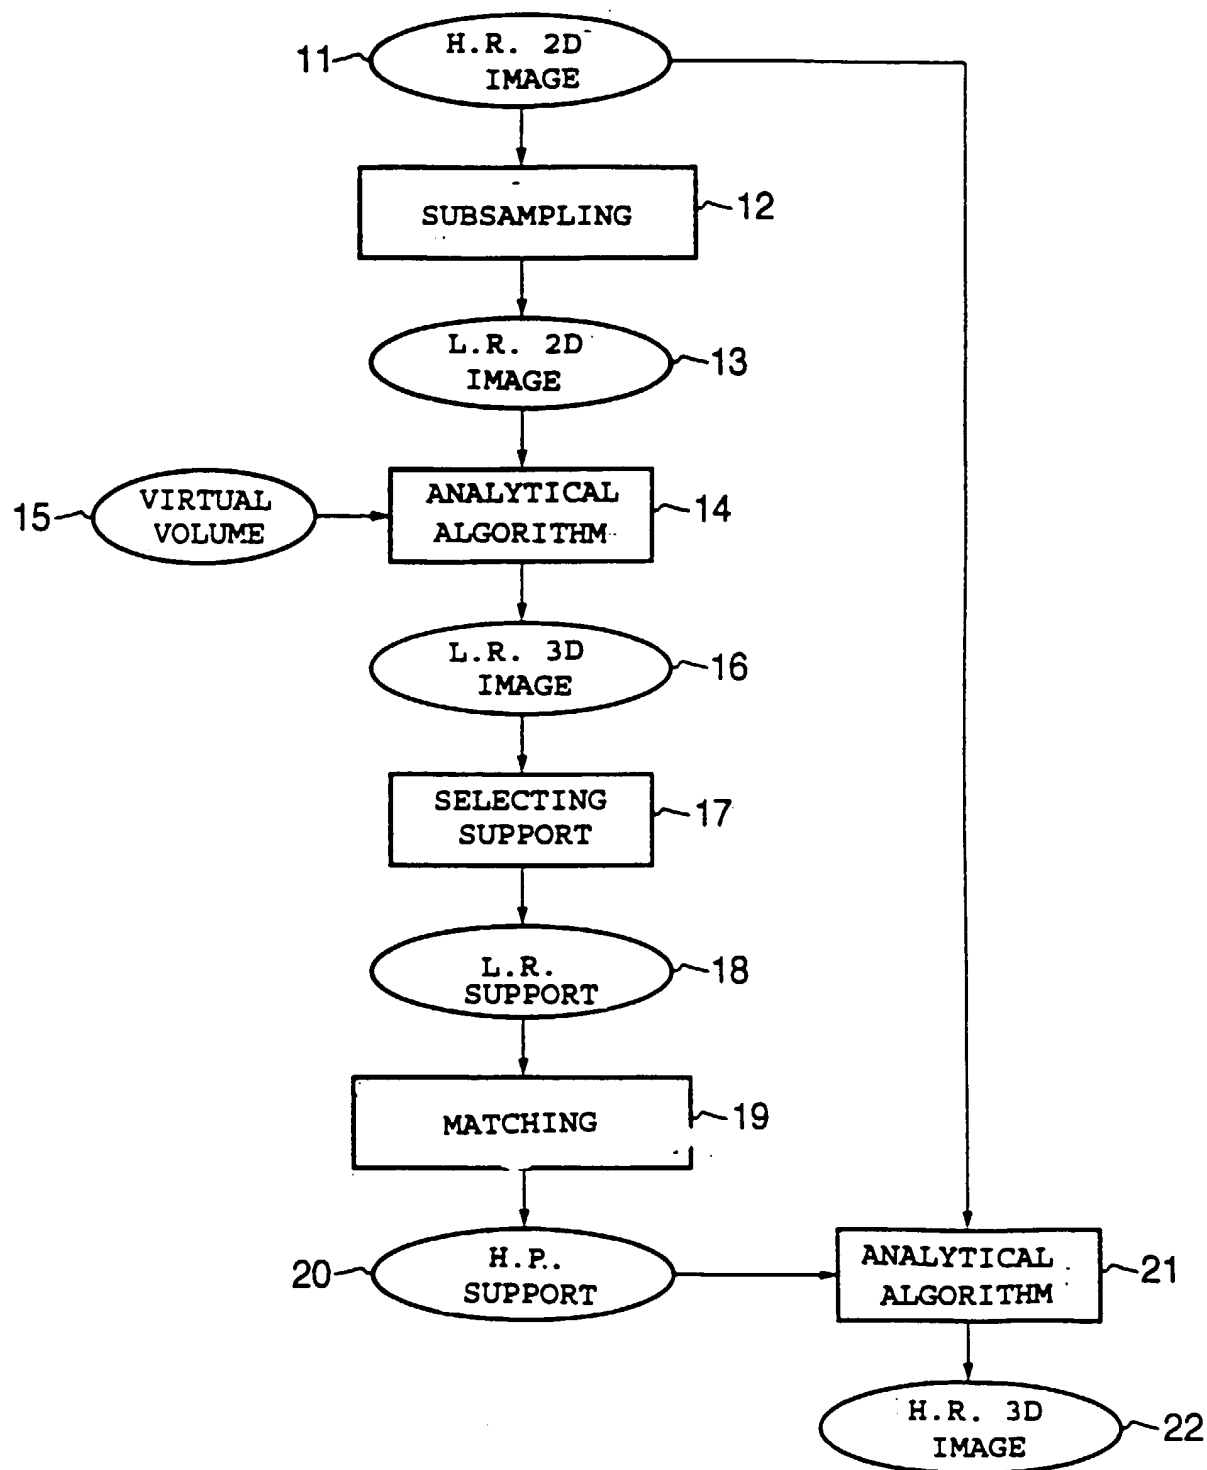 11
H.R. 2D
IMAGE
SUBSAMPLING
12
L.R. 2D
IMAGE
13
15
VIRTUAL
VOLUME
ANALYTICAL
ALGORITHM
14
L.R. 3D
IMAGE
16
SELECTING
SUPPORT
17
L.R.
SUPPORT
18
MATCHING
19
20
H.P.
SUPPORT
ANALYTICAL
ALGORITHM
21
H.R. 3D
IMAGE
22